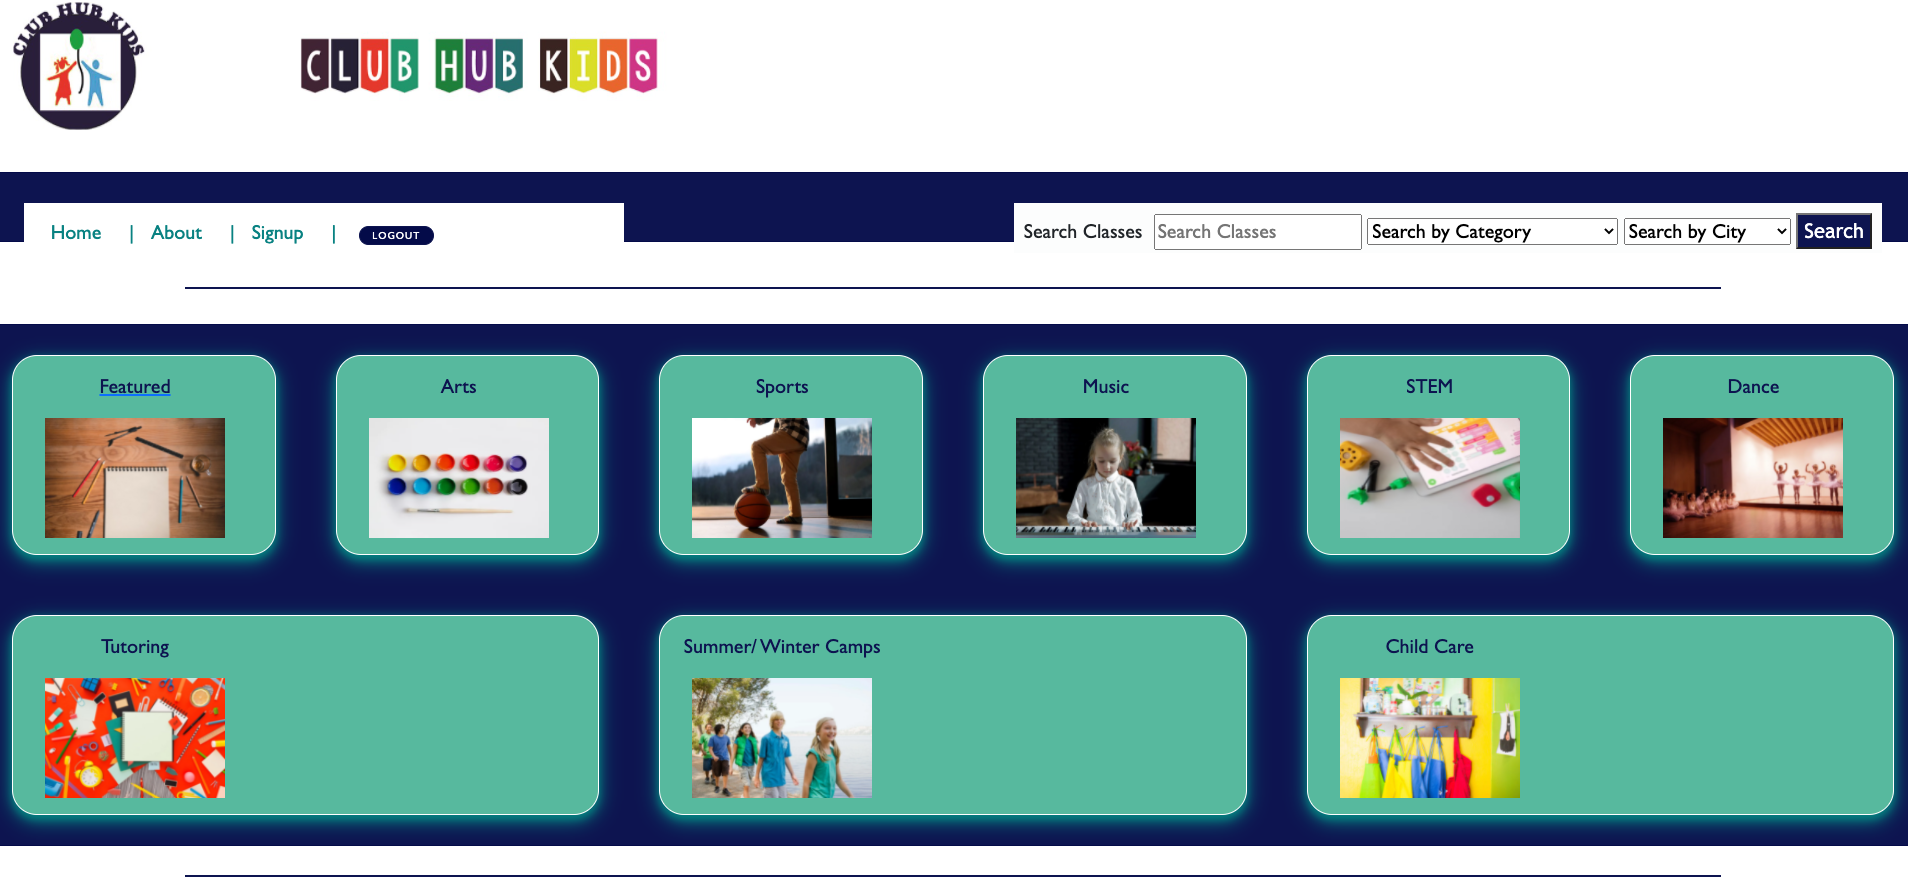 CLUB HUB KIDS
CLUB HUB KIDS
Home | About | Signup | LOGOUT
Search Classes Search Classes Search by Category Search by City Search
Featured Arts Sports Music STEM Dance
Tutoring Summer/ Winter Camps Child Care